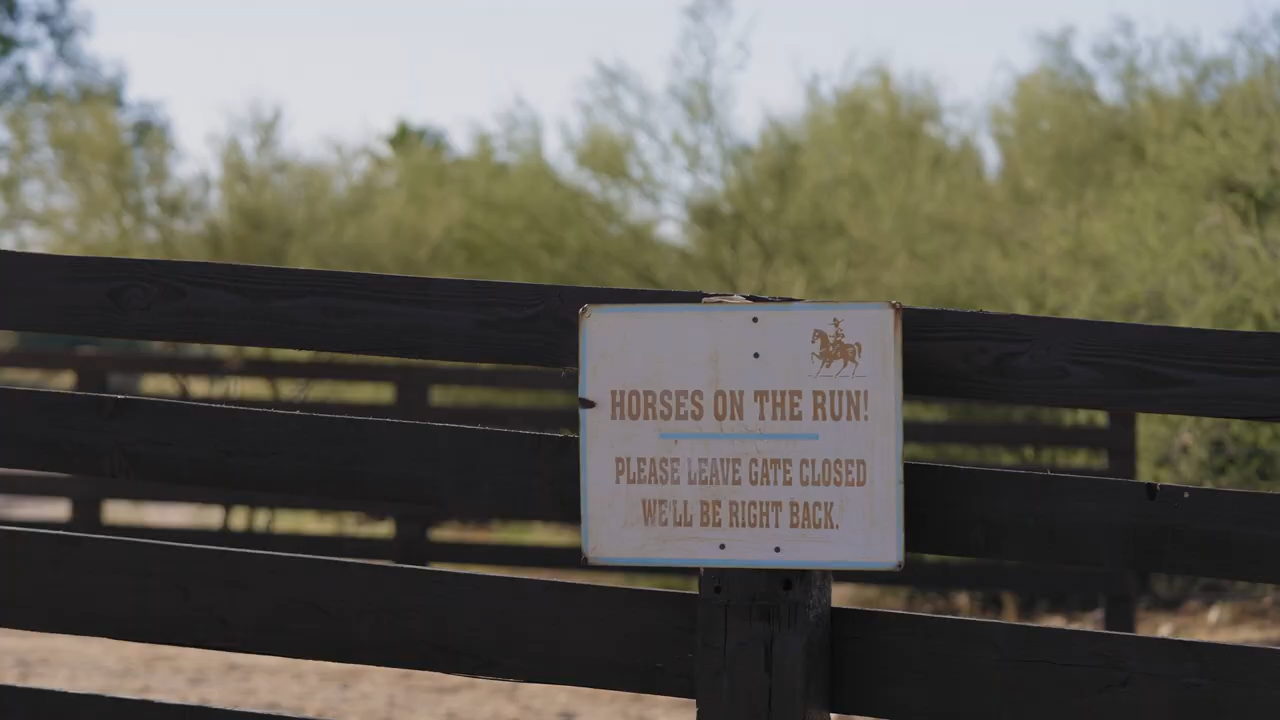 HORSES ON THE RUN!
PLEASE LEAVE GATE CLOSED
WE'LL BE RIGHT BACK.